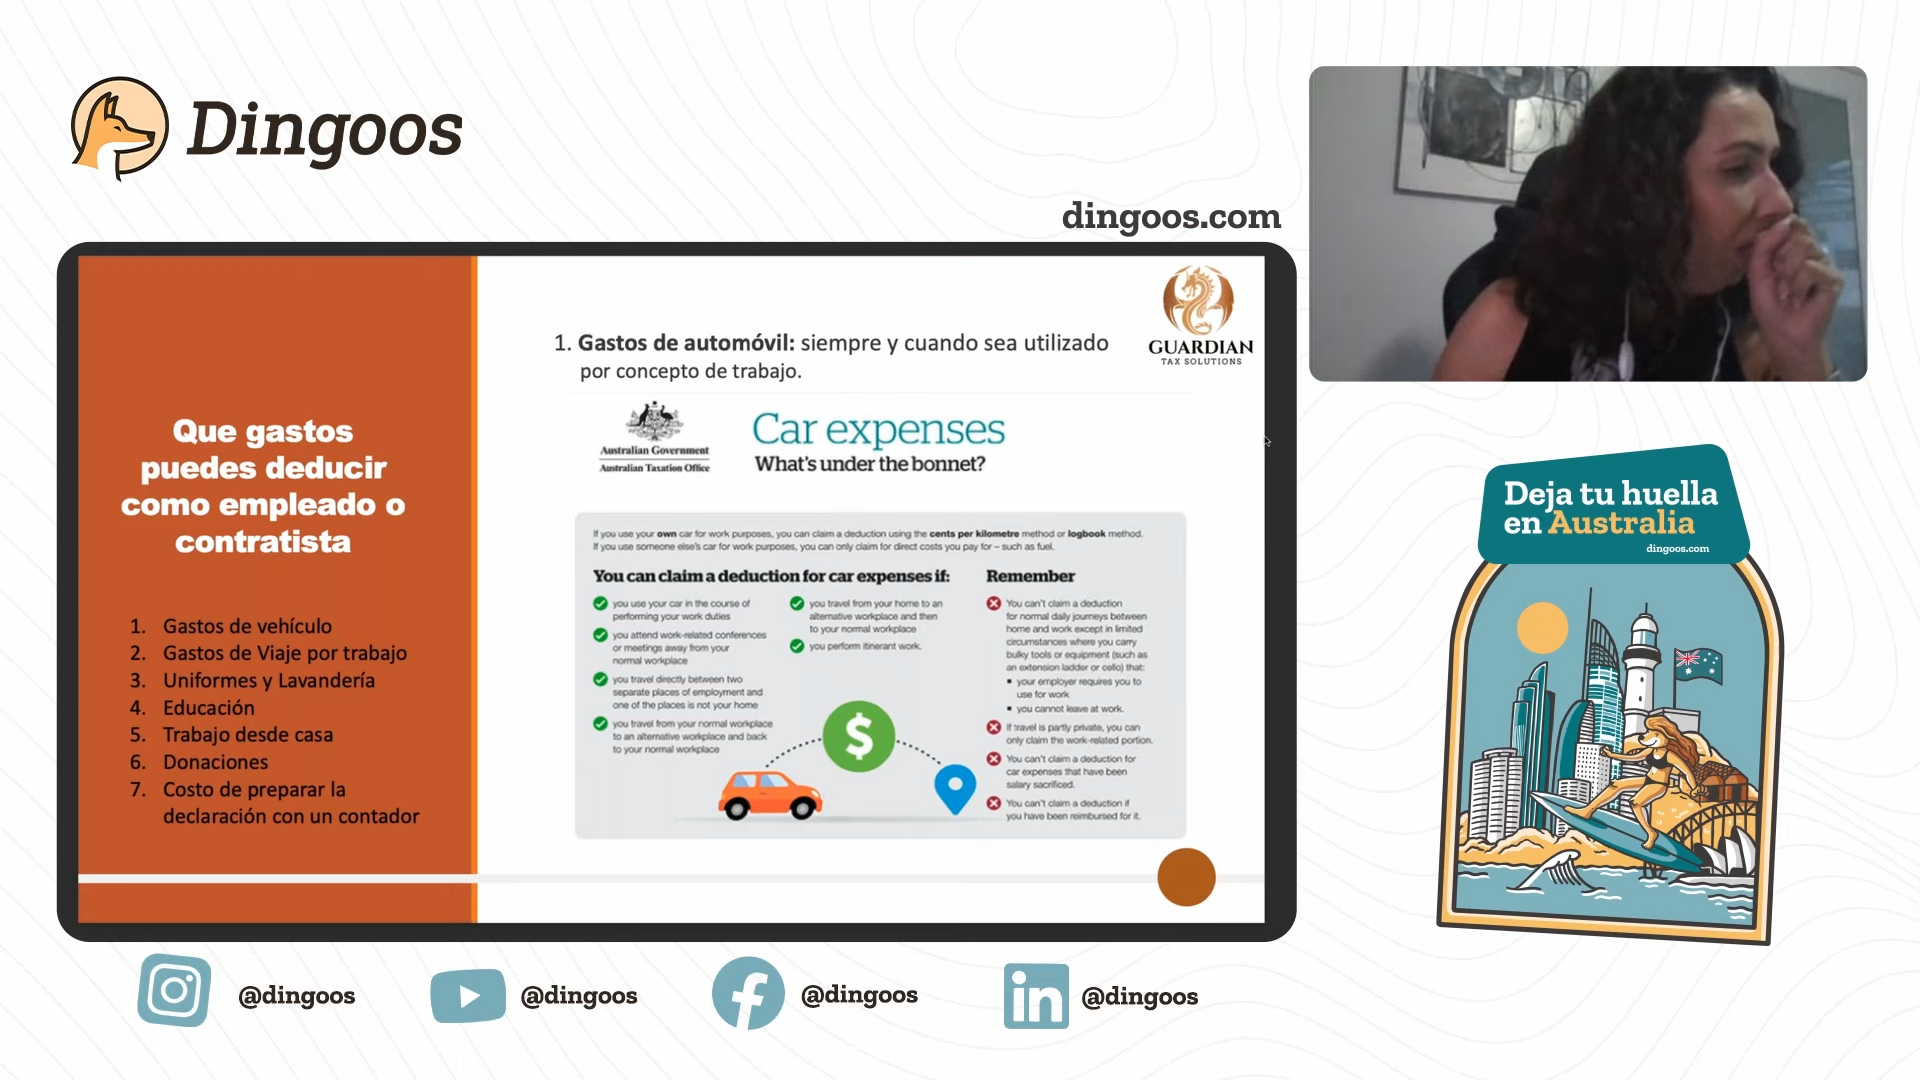 Dingoos
dingoos.com
GUARDIAN
TAX SOLUTIONS
Que gastos
puedes deducir
como empleado o
contratista
1. Gastos de vehículo
2. Gastos de Viaje por trabajo
3. Uniformes y Lavandería
4. Educación
5. Trabajo desde casa
6. Donaciones
7. Costo de preparar la
declaración con un contador
1. Gastos de automóvil: siempre y cuando sea utilizado
por concepto de trabajo.
Australian Government
Australian Taxation Office
Car expenses
What's under the bonnet?
If you use your own car for work purposes, you can claim a deduction using the cents per kilometre method or logbook method.
If you use someone else's car for work purposes, you can only claim for direct costs you pay for – such as fuel.
You can claim a deduction for car expenses if:
you use your car in the course of
performing your work duties
you attend work-related conferences
or meetings away from your
normal workplace
you travel directly between two
separate places of employment and
one of the places is not your home
you travel from your normal workplace
to an alternative workplace and back
to your normal workplace
you travel from your home to an
alternative workplace and then
to your normal workplace
you perform itinerant work.
$
Remember
You can't claim a deduction
for normal daily journeys between
home and work except in limited
circumstances where you carry
bulky tools or equipment (such as
an extension ladder or cello) that:
▪ your employer requires you to
use for work
▪ you cannot leave at work.
If travel is partly private, you can
only claim the work-related portion.
You can't claim a deduction for
car expenses that have been
salary sacrificed.
You can't claim a deduction if
you have been reimbursed for it.
Deja tu huella
en Australia
dingoos.com
@dingoos
@dingoos
@dingoos
in @dingoos